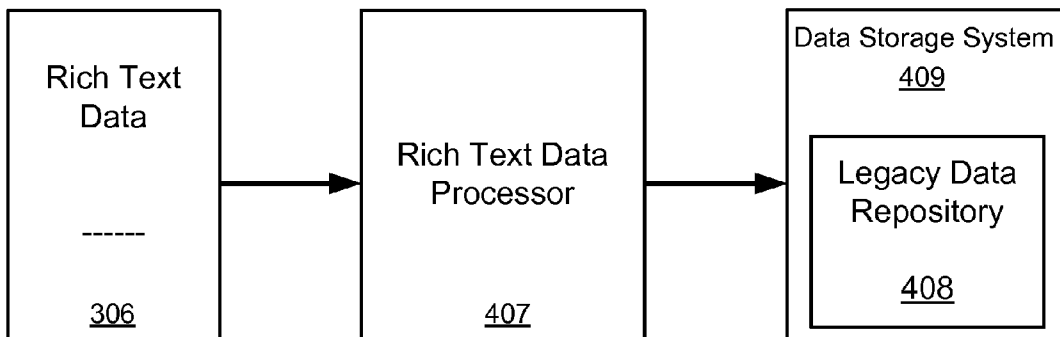 Rich Text
Data
------
306
Rich Text Data
Processor
407
Data Storage System
409
Legacy Data
Repository
408